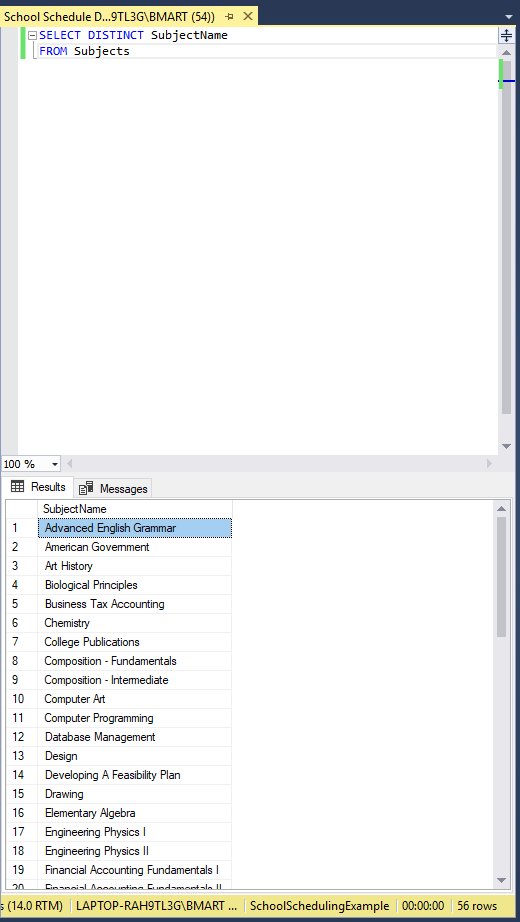 School Schedule D...9TL3G\BMART (54))
SELECT DISTINCT SubjectName
FROM Subjects
100 %
Results Messages
SubjectName
1 Advanced English Grammar
2 American Government
3 Art History
4 Biological Principles
5 Business Tax Accounting
6 Chemistry
7 College Publications
8 Composition - Fundamentals
9 Composition - Intermediate
10 Computer Art
11 Computer Programming
12 Database Management
13 Design
14 Developing A Feasibility Plan
15 Drawing
16 Elementary Algebra
17 Engineering Physics I
18 Engineering Physics II
19 Financial Accounting Fundamentals I
20 Financial Accounting Fundamentals II
s (14.0 RTM) LAPTOP-RAH9TL3G\BMART ... SchoolSchedulingExample 00:00:00 56 rows